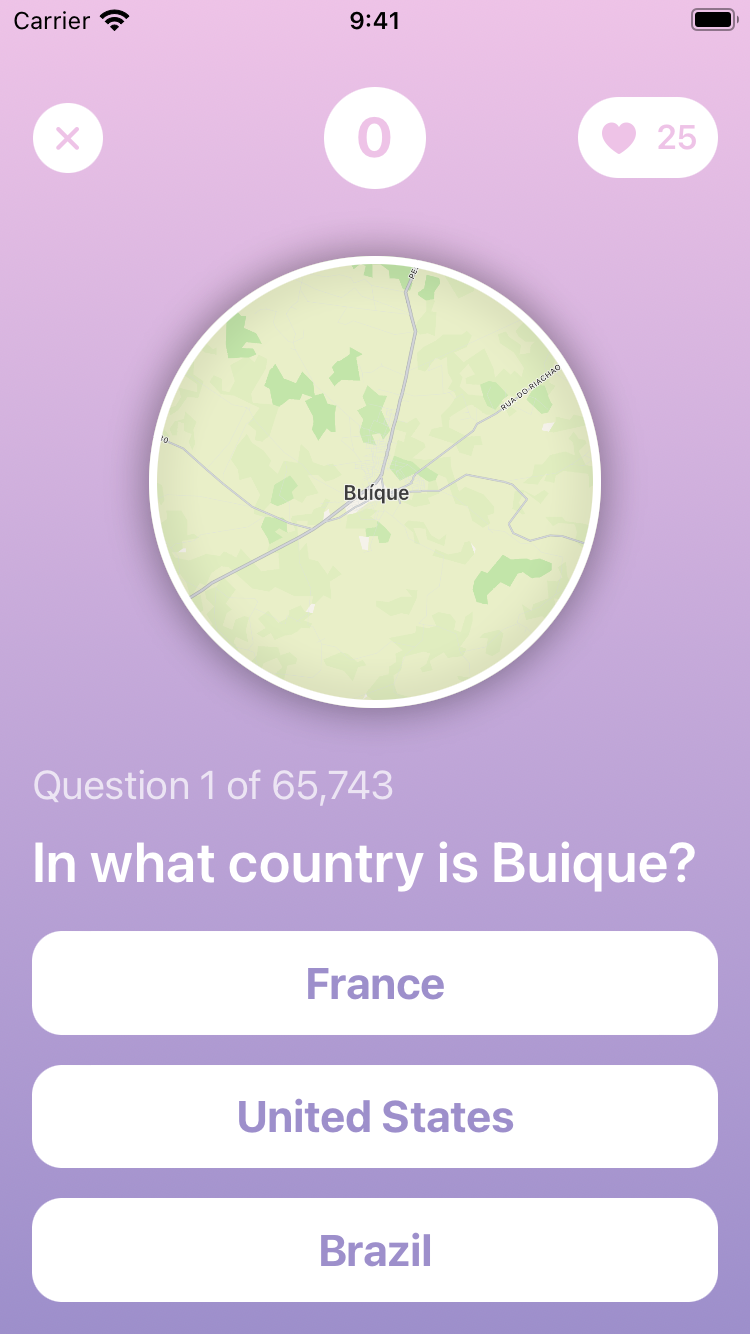 Carrier 9:41
0
25
RUA DO RIACHAO
Buíque
Question 1 of 65,743
In what country is Buique?
France
United States
Brazil